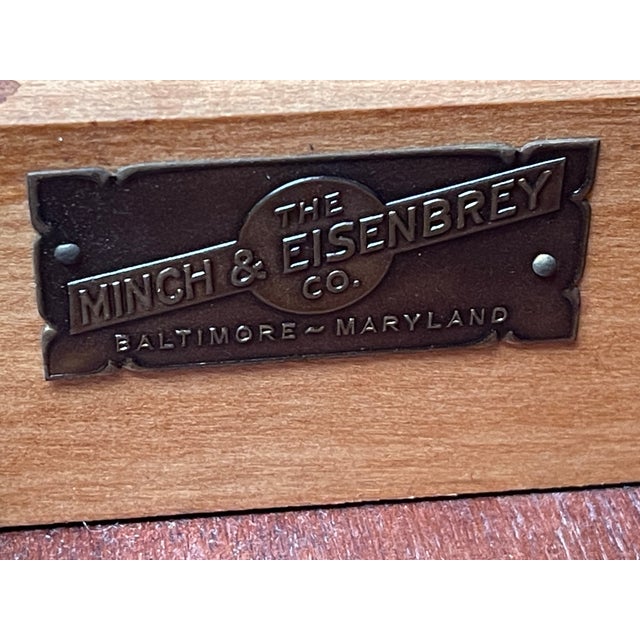 THE
MINCH & EISENBREY
CO.
BALTIMORE ~ MARYLAND